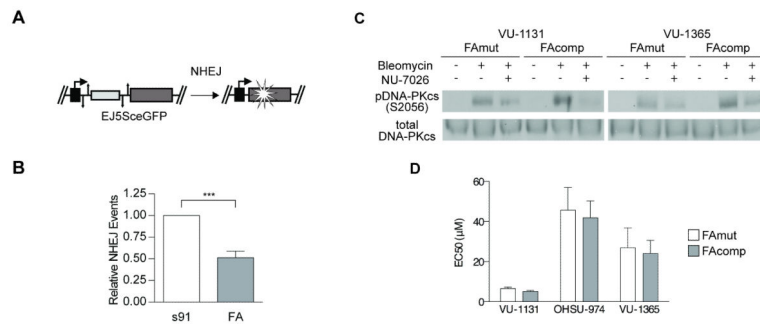 A
NHEJ
EJ5SceGFP
B
Relative NHEJ Events
1.25
1.00
0.75
0.50
0.25
0.00
***
s91 FA
C
VU-1131 VU-1365
FAmut FAcomp FAmut FAcomp
Bleomycin - + + - + + - + + - + +
NU-7026 + + + +
pDNA-PKcs
(S2056)
total
DNA-PKcs
D
EC50 (µM)
60
40
20
0
VU-1131 OHSU-974 VU-1365
FAmut
FAcomp